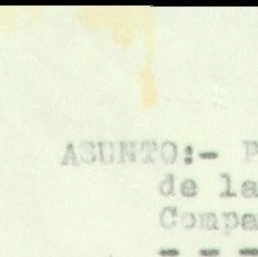 ASUNTO:- P
de la
Compa
- - -